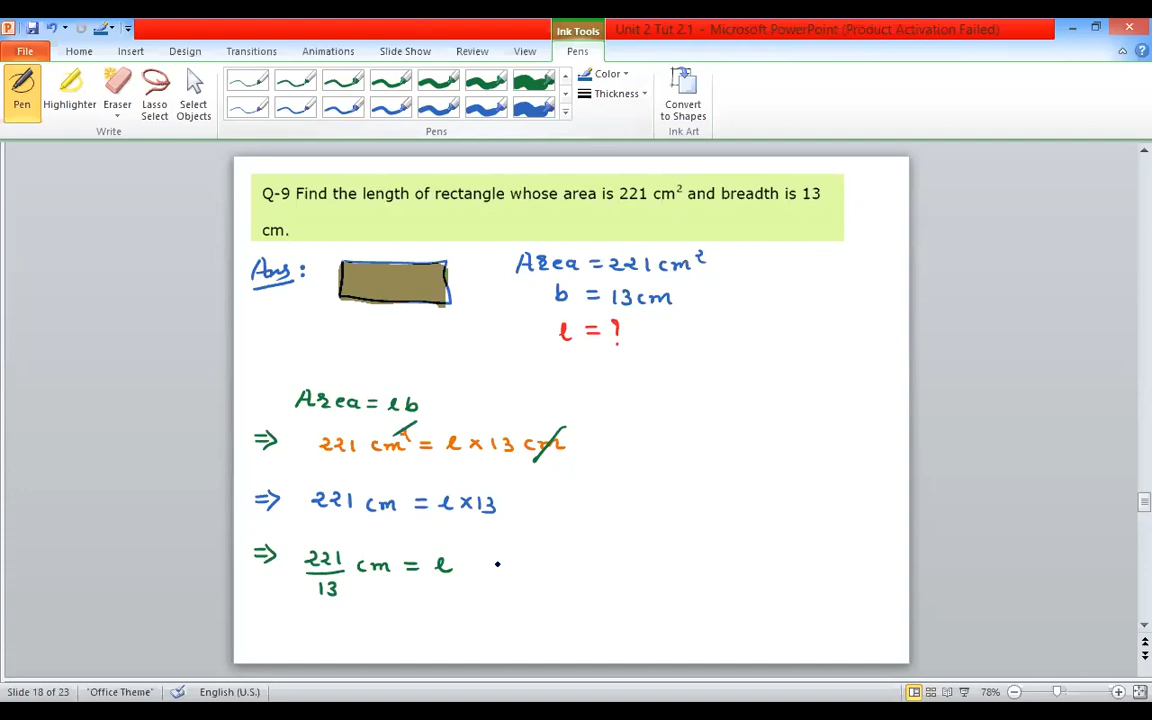 Unit 2 Tut 2.1 - Microsoft PowerPoint (Product Activation Failed)
Ink Tools
File Home Insert Design Transitions Animations Slide Show Review View Pens
Pen Highlighter Eraser Lasso Select Select Objects
Color
Thickness
Convert to Shapes
Write Pens Ink Art
Q-9 Find the length of rectangle whose area is 221 cm² and breadth is 13
cm.
Ans :
Area = 221 cm²
b = 13 cm
l = ?
Area = lb
⇒ 221 cm² = l × 13 cm
⇒ 221 cm = l × 13
⇒ 221/13 cm = l
Slide 18 of 23 "Office Theme" English (U.S.) 78%